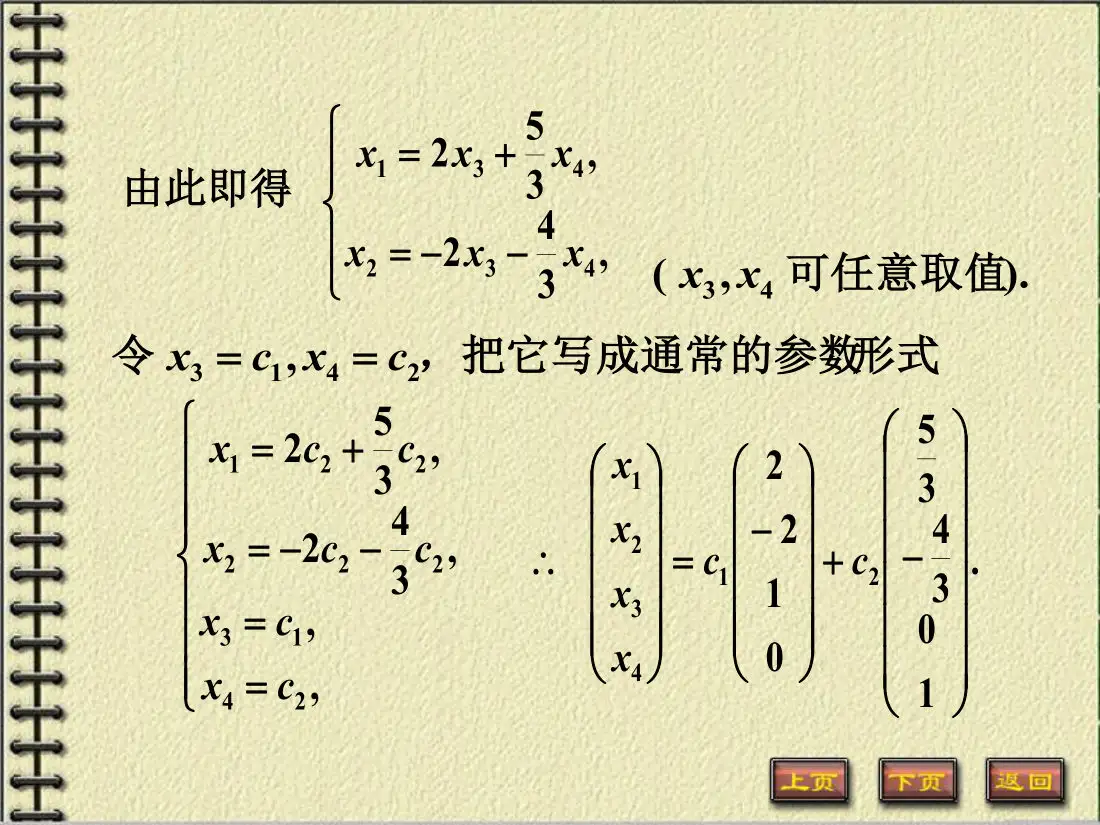 由此即得 { x₁ = 2x₃ + 5/3 x₄,
x₂ = −2x₃ − 4/3 x₄, ( x₃, x₄ 可任意取值).
令 x₃ = c₁, x₄ = c₂，把它写成通常的参数形式
x₁ = 2c₂ + 5/3 c₂,
x₂ = −2c₂ − 4/3 c₂,
x₃ = c₁,
x₄ = c₂,
∴ (x₁ x₂ x₃ x₄) = c₁ (2 −2 1 0) + c₂ (5/3 −4/3 0 1).
上页 下页 返回